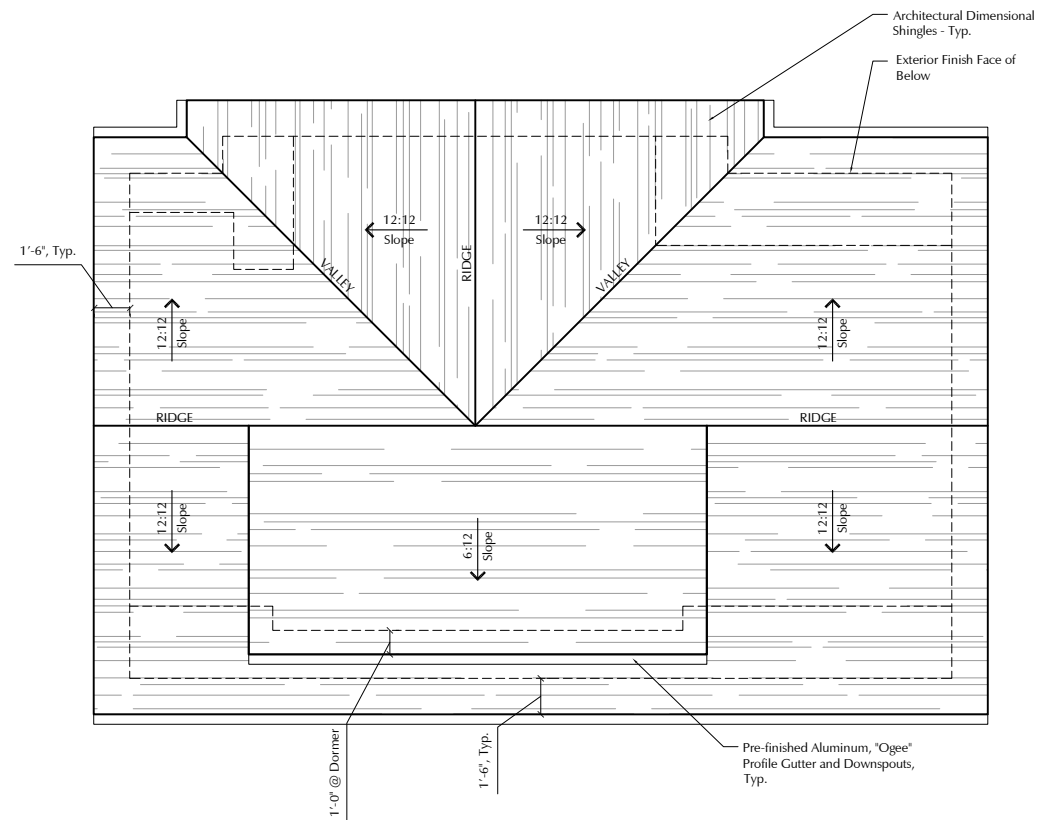 Architectural Dimensional
Shingles - Typ.
Exterior Finish Face of
Below
12:12
Slope
12:12
Slope
RIDGE
VALLEY
VALLEY
1'-6", Typ.
12:12
Slope
12:12
Slope
RIDGE
RIDGE
12:12
Slope
6:12
Slope
12:12
Slope
1'-0" @ Dormer
1'-6", Typ.
Pre-finished Aluminum, "Ogee"
Profile Gutter and Downspouts,
Typ.